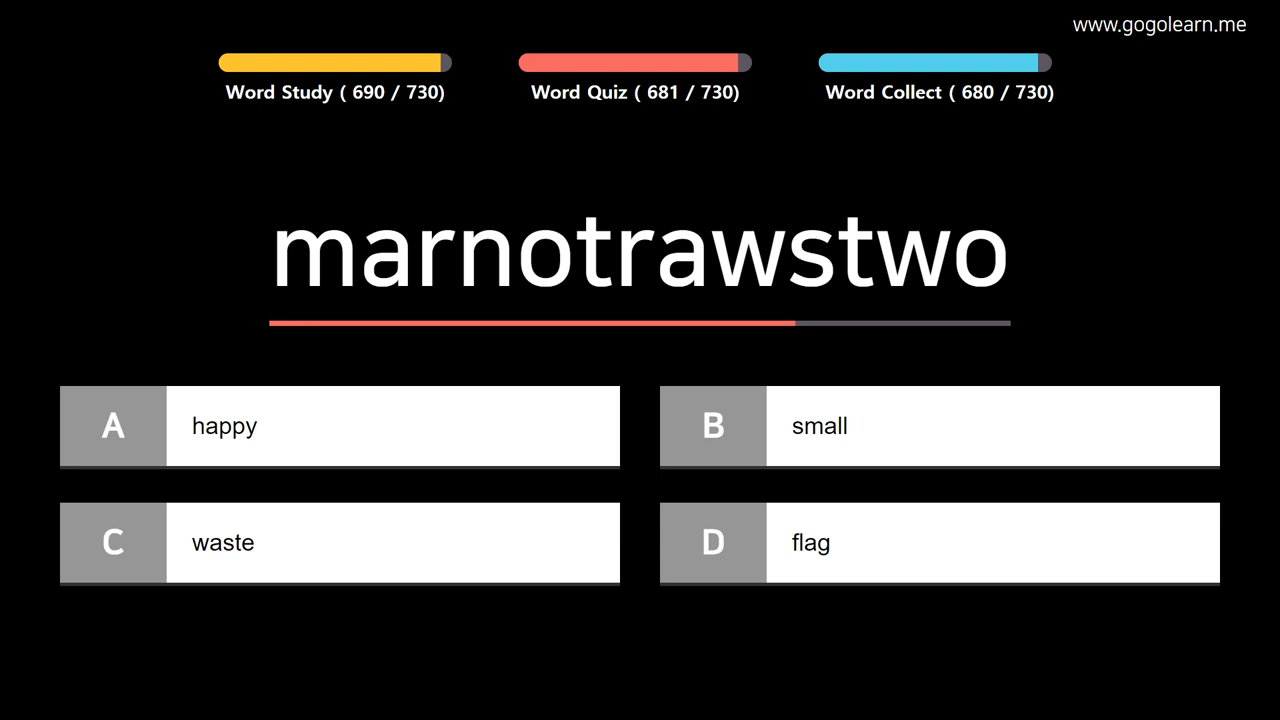 www.gogolearn.me
Word Study ( 690 / 730)
Word Quiz ( 681 / 730)
Word Collect ( 680 / 730)
marnotrawstwo
A happy
B small
C waste
D flag